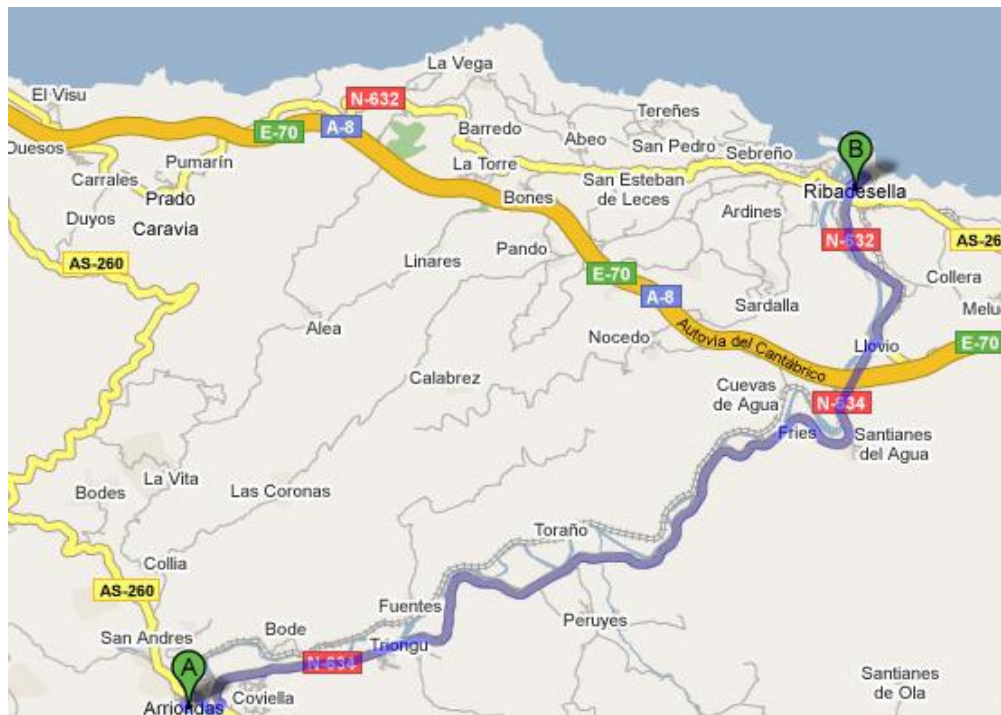 La Vega
El Visu
N-632
Tereñes
E-70
A-8
Barredo
Abeo
San Pedro
Sebreño
B
Duesos
Pumarín
La Torre
Carrales
Prado
San Esteban
de Leces
Ribadesella
Bones
Duyos
Caravia
Ardines
N-632
AS-26
Pando
AS-260
Linares
E-70
Collera
A-8
Sardalla
Melu
Alea
Nocedo
Autovía del Cantábrico
Llovio
E-70
Calabrez
Cuevas
de Agua
N-634
Fries
Santianes
del Agua
La Vita
Bodes
Las Coronas
Toraño
Collia
AS-260
Fuentes
Peruyes
San Andres
Bode
Triongu
A
N-634
Santianes
de Ola
Coviella
Arriondas